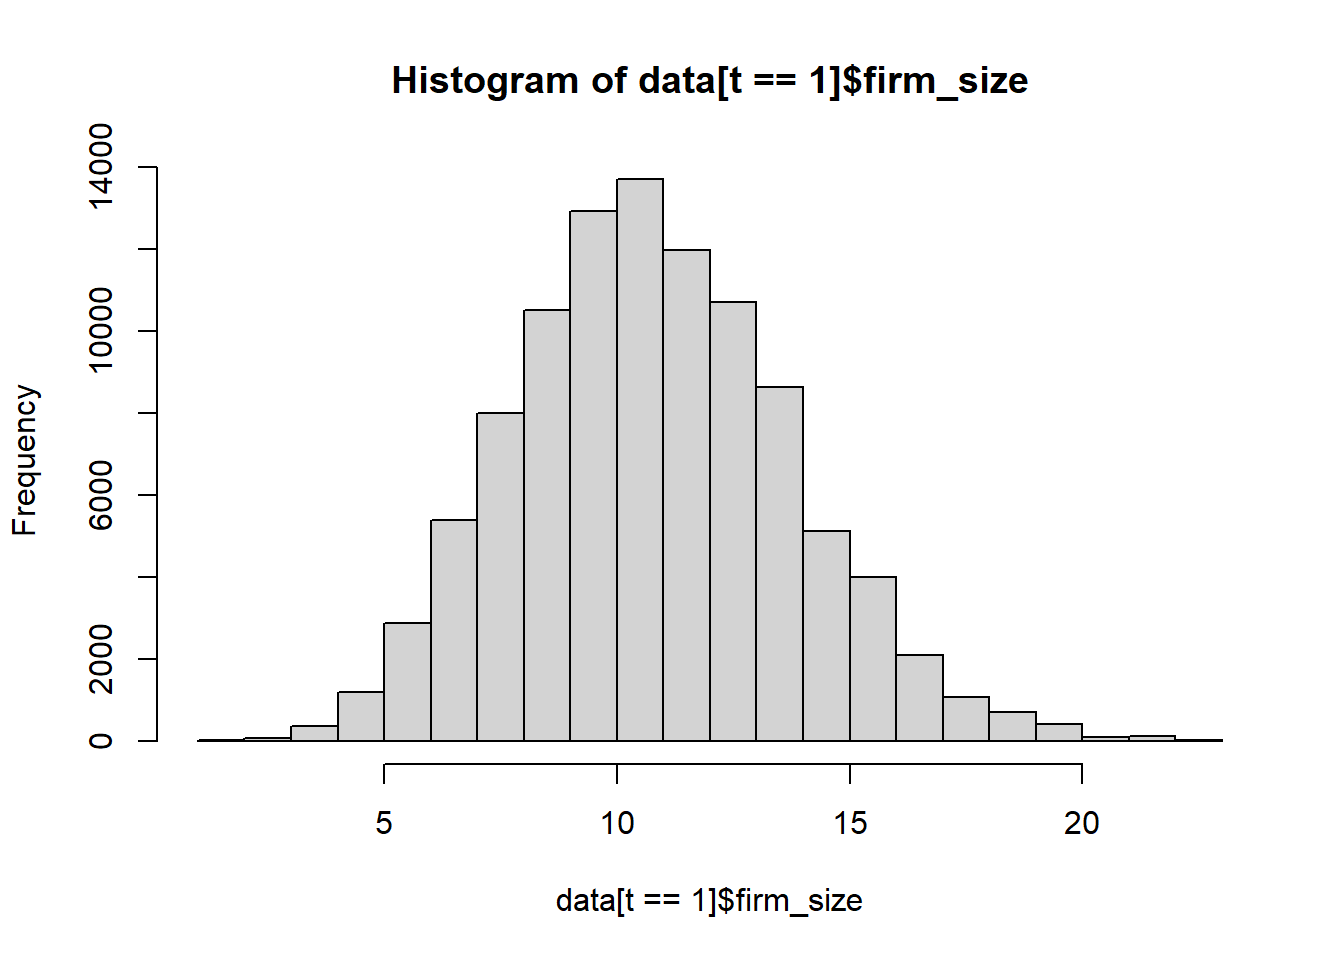 Histogram of data[t == 1]$firm_size
Frequency
14000
10000
6000
2000
0
5 10 15 20
data[t == 1]$firm_size